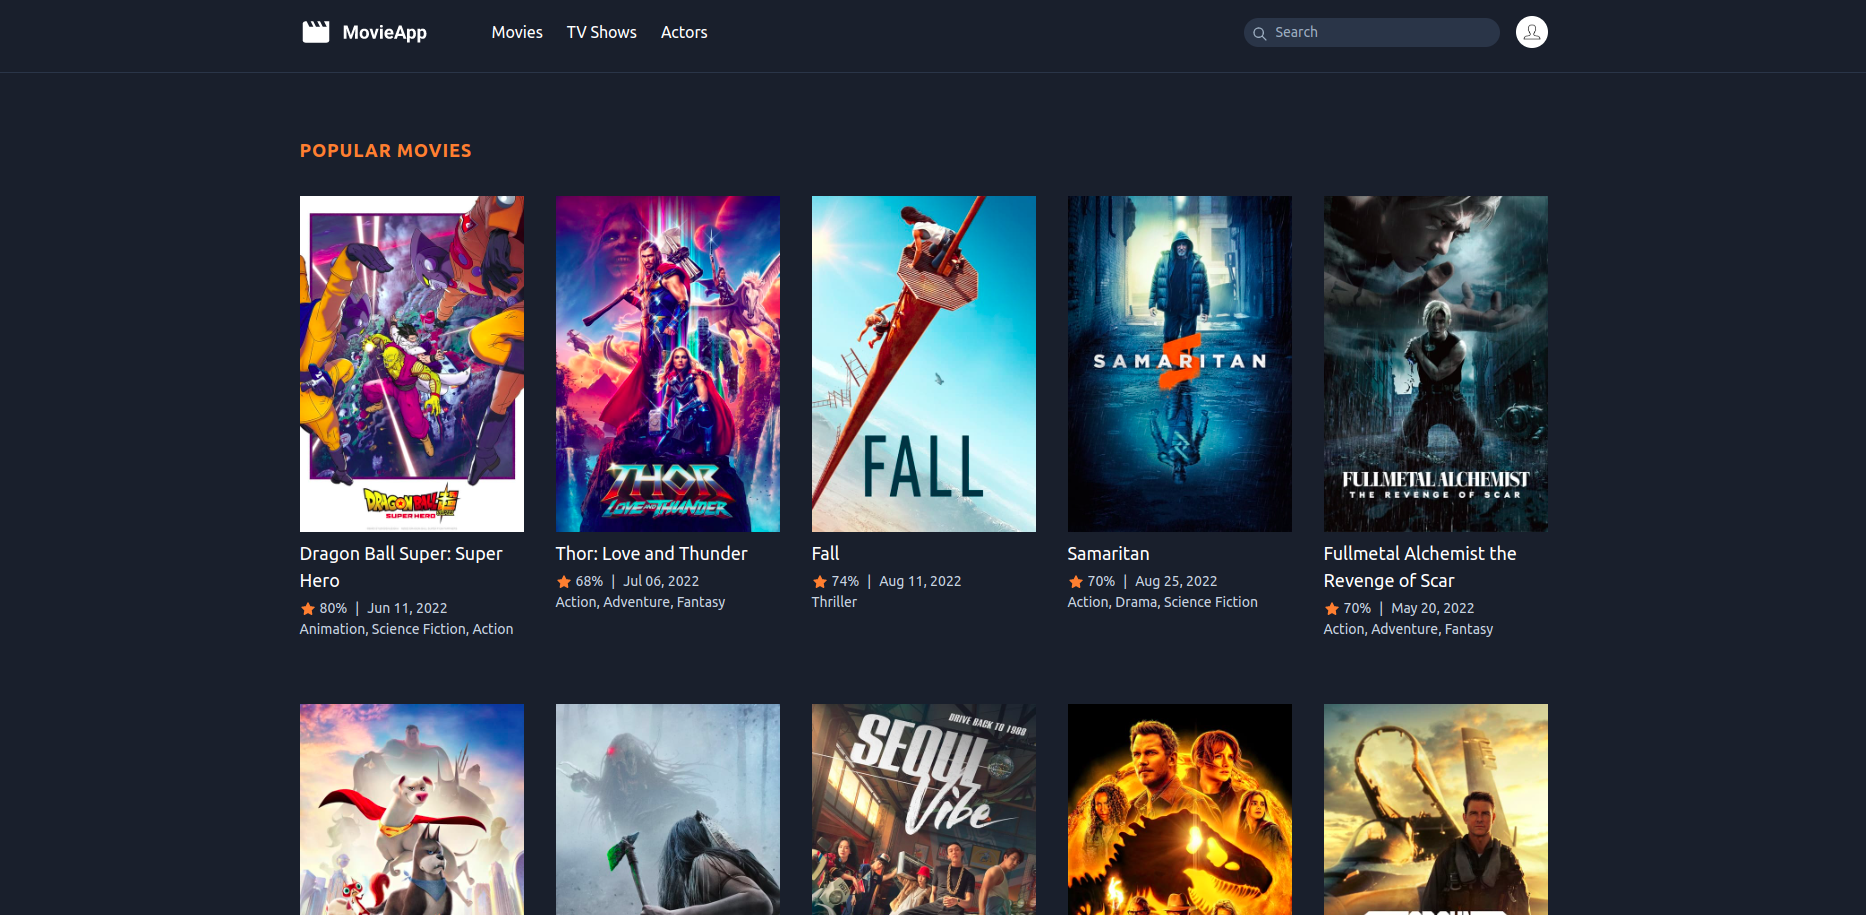 MovieApp
Movies
TV Shows
Actors
Search
POPULAR MOVIES
DRAGON BALL
超
SUPER
SUPER HERO
THOR
LOVE AND THUNDER
FALL
SAMARITAN
FULLMETAL ALCHEMIST
THE REVENGE OF SCAR
Dragon Ball Super: Super
Hero
80% | Jun 11, 2022
Animation, Science Fiction, Action
Thor: Love and Thunder
68% | Jul 06, 2022
Action, Adventure, Fantasy
Fall
74% | Aug 11, 2022
Thriller
Samaritan
70% | Aug 25, 2022
Action, Drama, Science Fiction
Fullmetal Alchemist the
Revenge of Scar
70% | May 20, 2022
Action, Adventure, Fantasy
DRIVE BACK TO 1988
SEOUL
Vibe